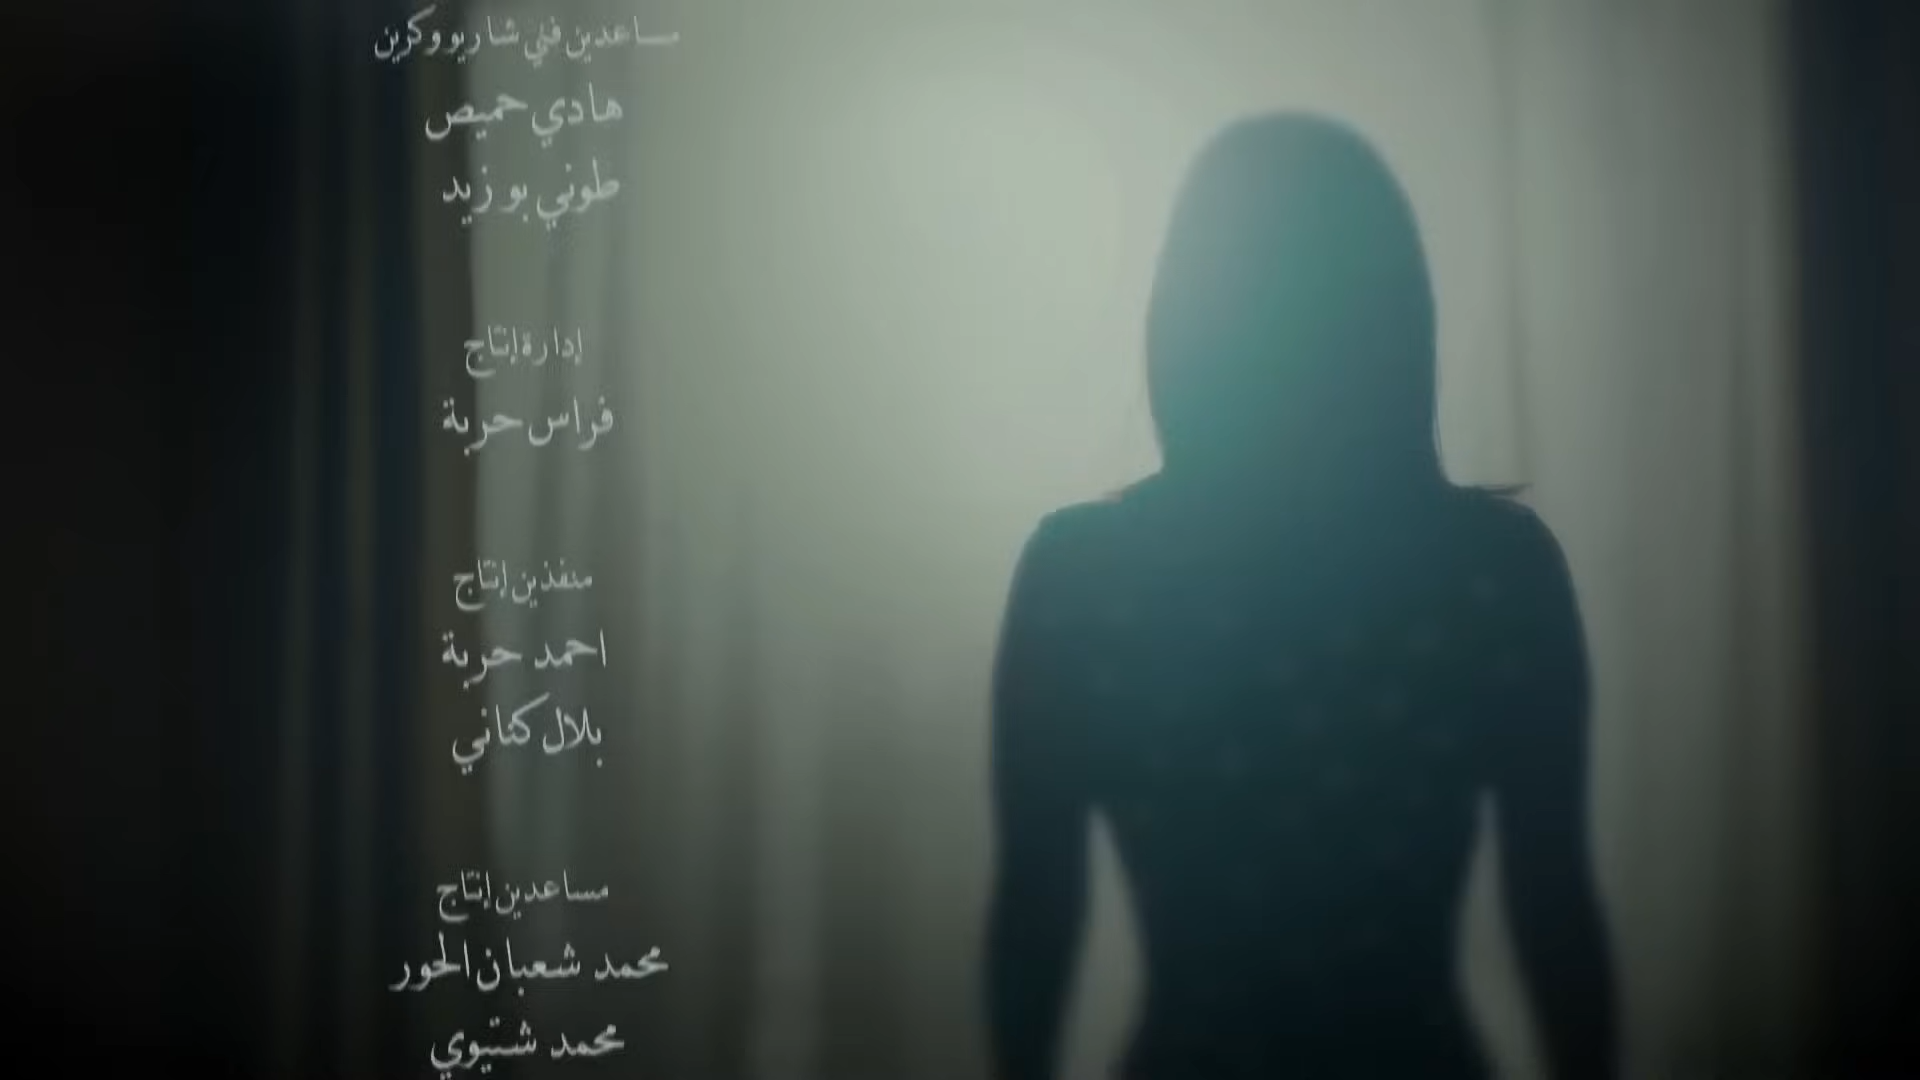 مساعدين فني شاريو وكرين
هادي حميص
طوني بو زيد
إدارة إنتاج
فراس حربة
منفذين إنتاج
احمد حربة
بلال كناني
مساعدين إنتاج
محمد شعبان الحور
محمد شتيوي